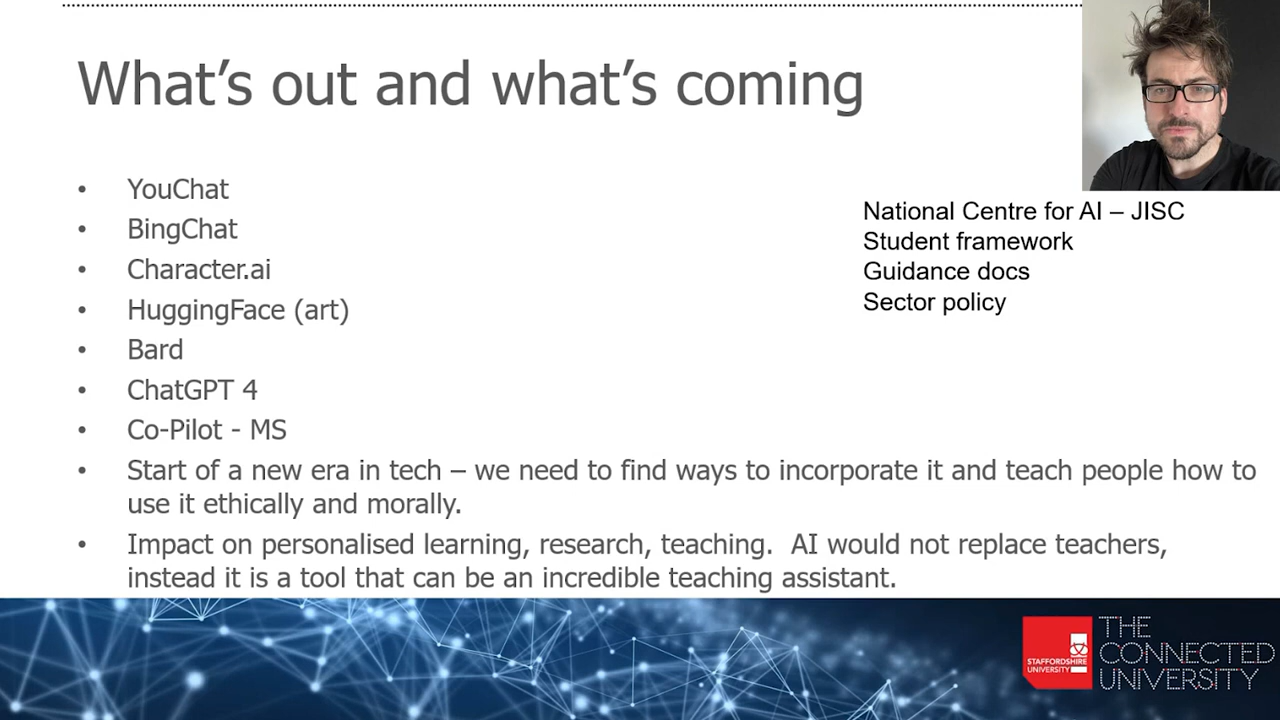 What's out and what's coming
• YouChat
• BingChat
• Character.ai
• HuggingFace (art)
• Bard
• ChatGPT 4
• Co-Pilot - MS
• Start of a new era in tech – we need to find ways to incorporate it and teach people how to
use it ethically and morally.
• Impact on personalised learning, research, teaching.  AI would not replace teachers,
instead it is a tool that can be an incredible teaching assistant.
National Centre for AI – JISC
Student framework
Guidance docs
Sector policy
STAFFORDSHIRE
UNIVERSITY
THE
CONNECTED
UNIVERSITY